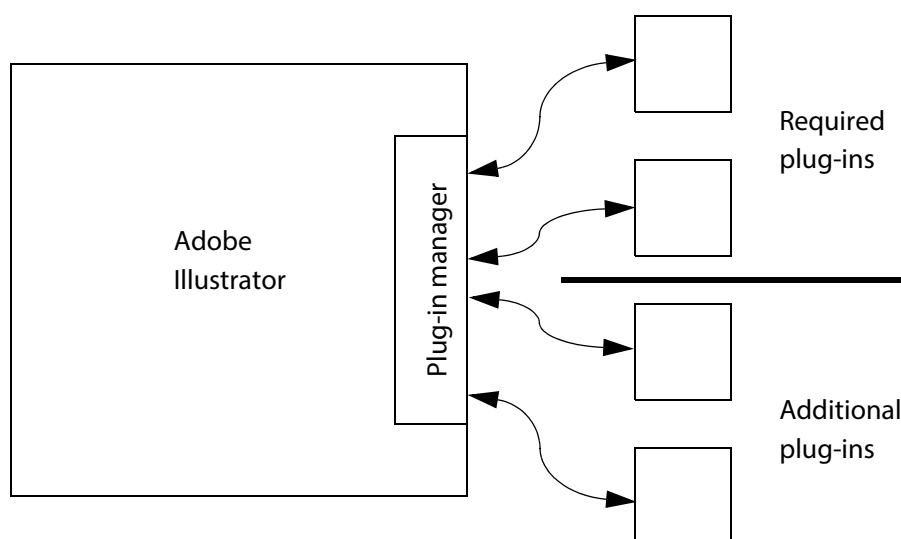 Adobe
Illustrator
Plug-in manager
Required
plug-ins
Additional
plug-ins